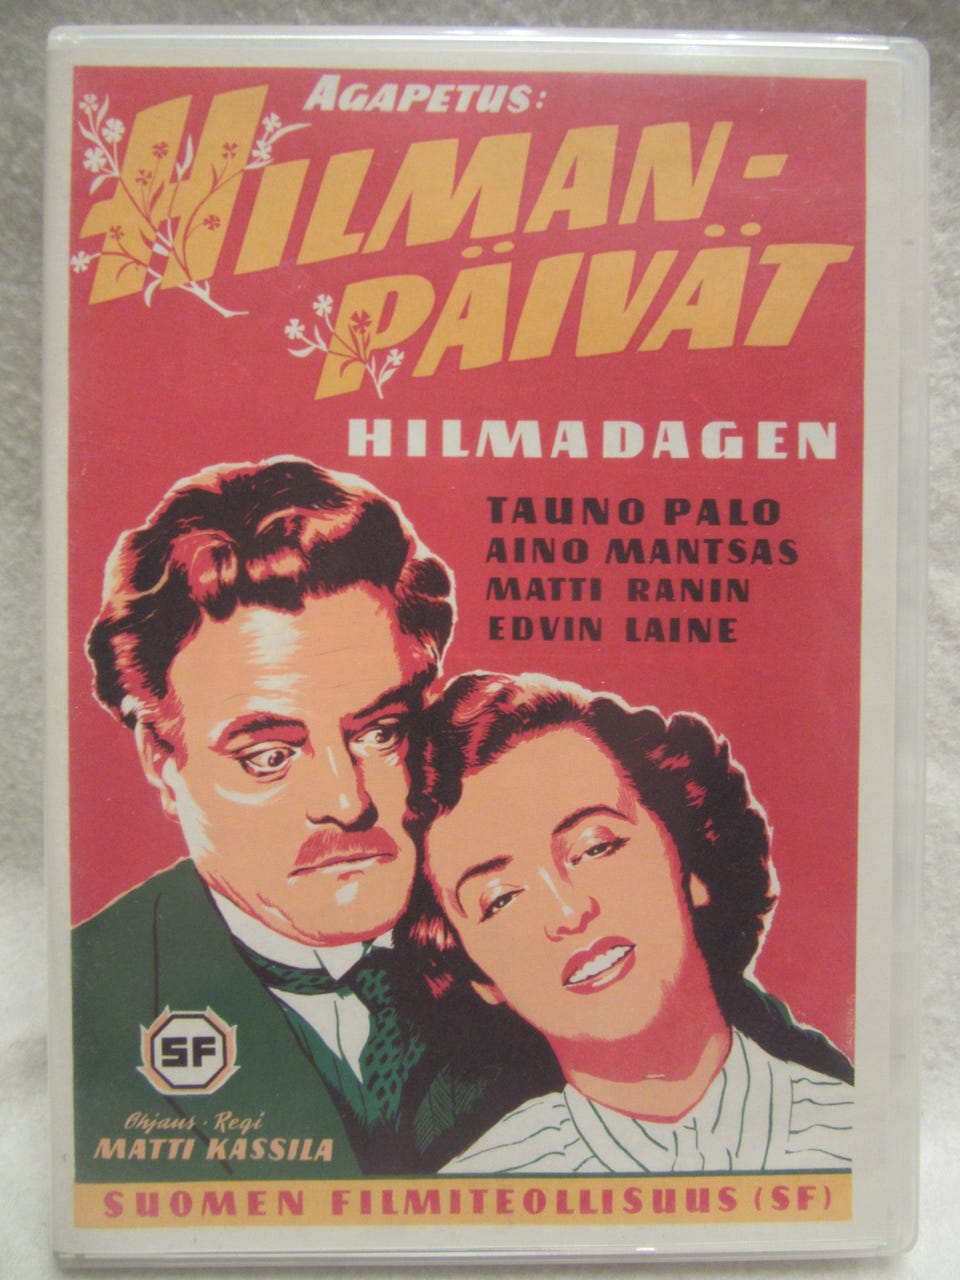 AGAPETUS:
HILMAN-
PÄIVÄT
HILMADAGEN
TAUNO PALO
AINO MANTSAS
MATTI RANIN
EDVIN LAINE
SF
Ohjaus · Regi
MATTI KASSILA
SUOMEN FILMITEOLLISUUS (SF)